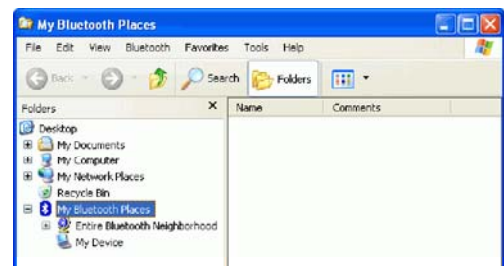 My Bluetooth Places
File Edit View Bluetooth Favorites Tools Help
Back Search Folders
Folders Name Comments
Desktop
My Documents
My Computer
My Network Places
Recycle Bin
My Bluetooth Places
Entire Bluetooth Neighborhood
My Device